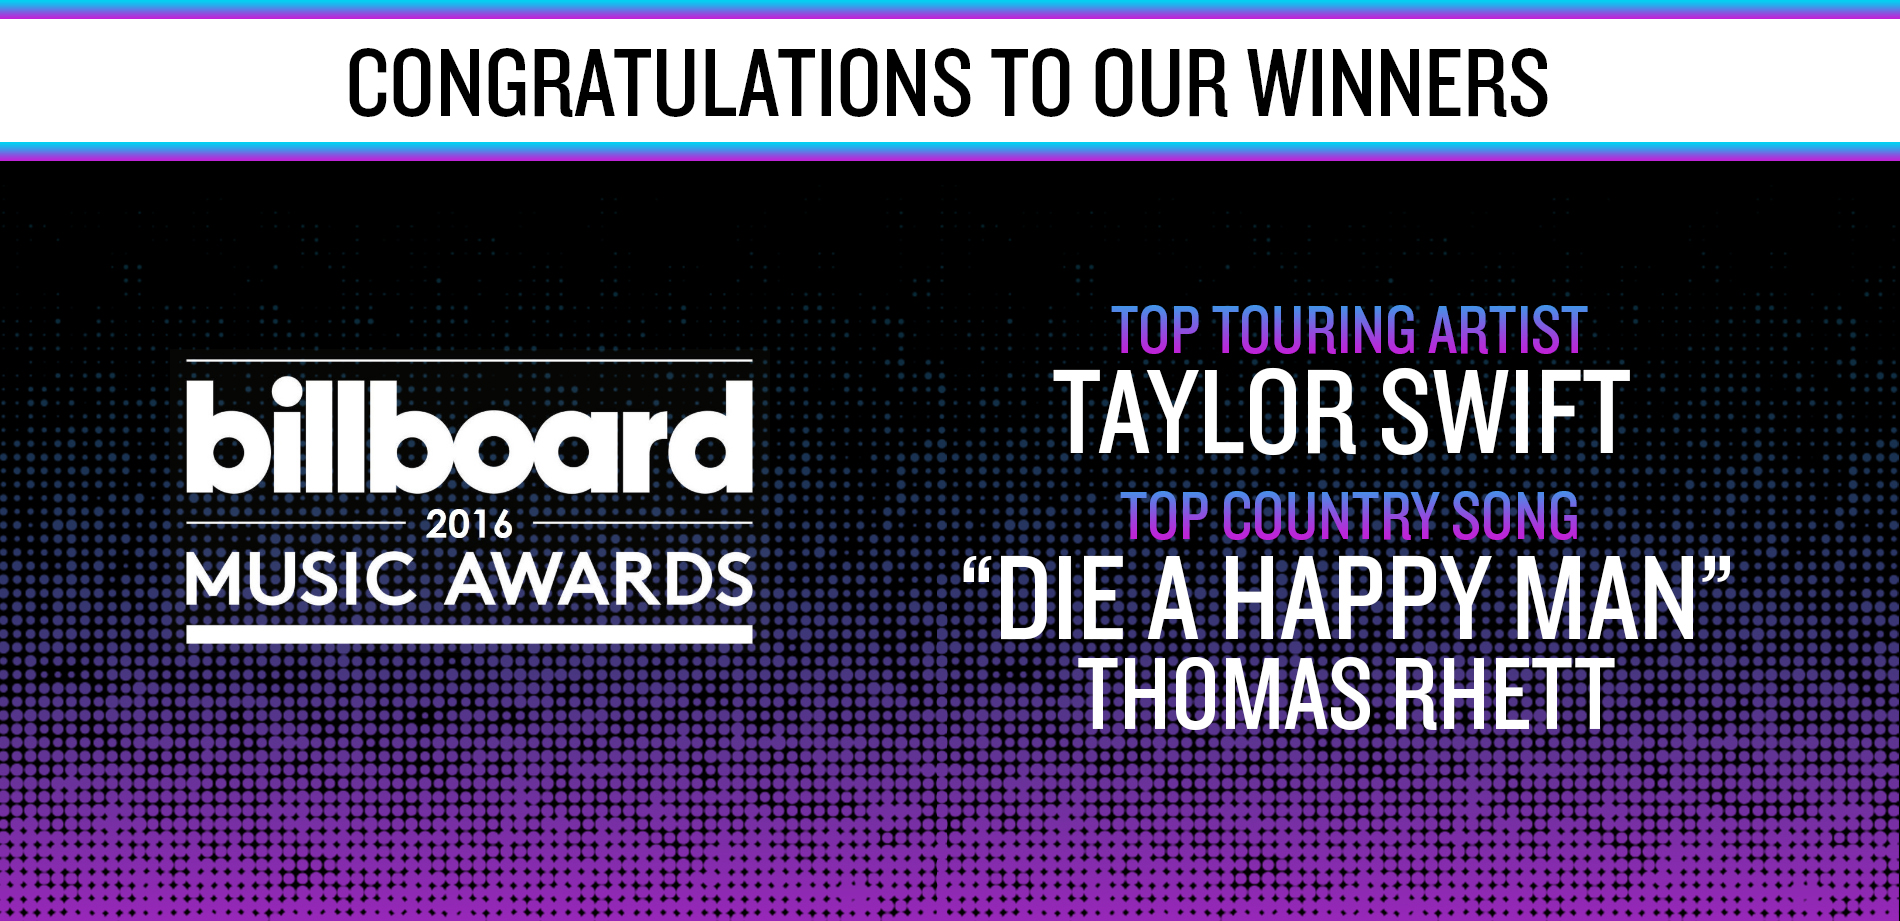 CONGRATULATIONS TO OUR WINNERS
billboard
2016
MUSIC AWARDS
TOP TOURING ARTIST
TAYLOR SWIFT
TOP COUNTRY SONG
“DIE A HAPPY MAN”
THOMAS RHETT